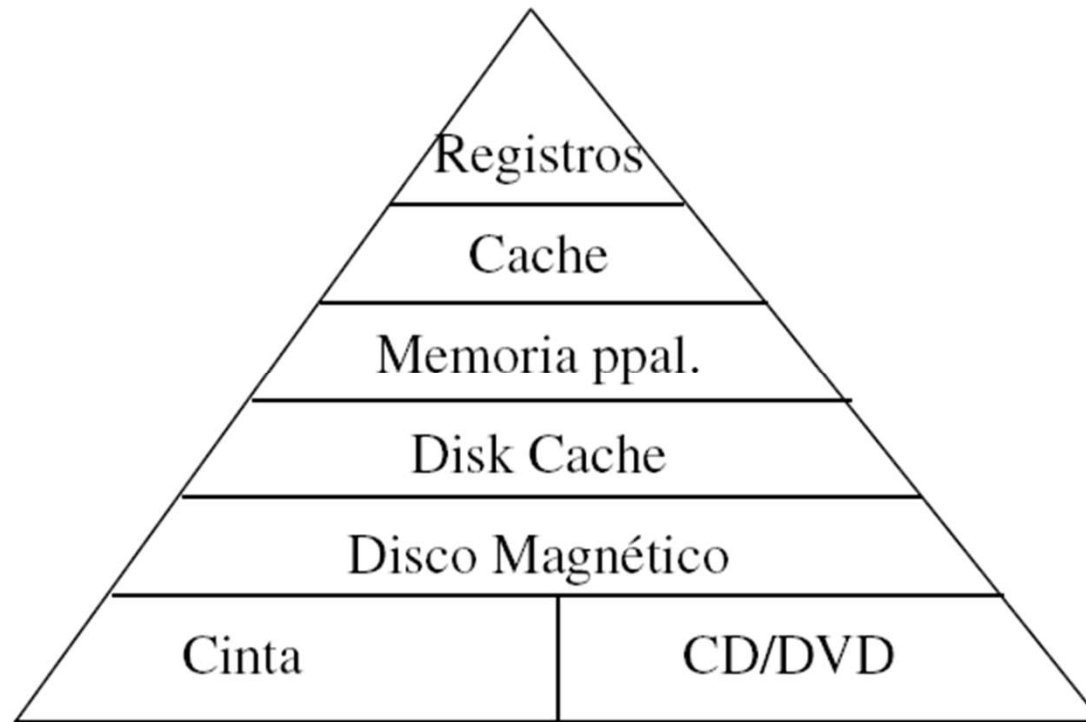 Registros
Cache
Memoria ppal.
Disk Cache
Disco Magnético
Cinta
CD/DVD